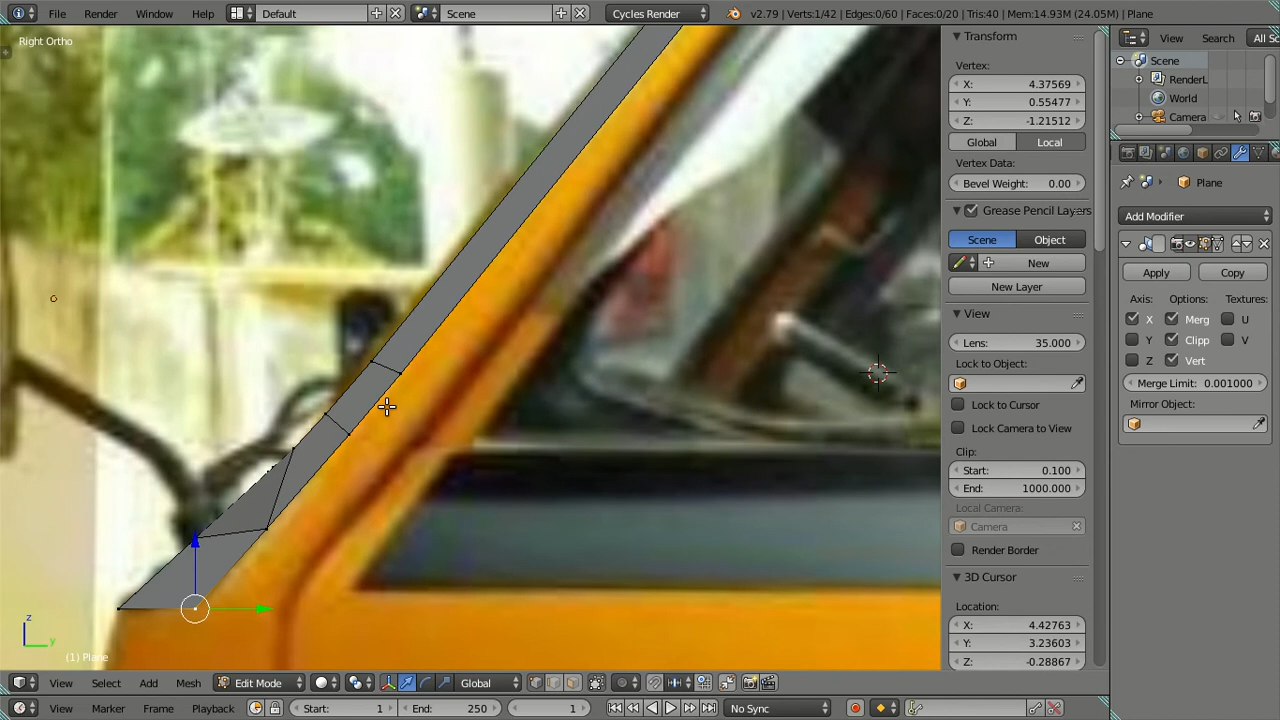 File Render Window Help Default Scene Cycles Render v2.79 | Verts:1/42 | Edges:0/60 | Faces:0/20 | Tris:40 | Mem:14.93M (24.05M) | Plane
Right Ortho
Transform
Vertex:
X: 4.37569
Y: 0.55477
Z: -1.21512
Global Local
Vertex Data:
Bevel Weight: 0.00
Grease Pencil Layers
Scene Object
New
New Layer
View
Lens: 35.000
Lock to Object:
Lock to Cursor
Lock Camera to View
Clip:
Start: 0.100
End: 1000.000
Local Camera:
Camera
Render Border
3D Cursor
Location:
X: 4.42763
Y: 3.23603
Z: -0.28867
View Search All Sc
Scene
RenderL
World
Camera
Plane
Add Modifier
Apply Copy
Axis: Options: Textures:
X Merg U
Y Clipp V
Z Vert
Merge Limit: 0.001000
Mirror Object:
z
y
(1) Plane
View Select Add Mesh Edit Mode Global
View Marker Frame Playback Start: 1 End: 250 1 No Sync